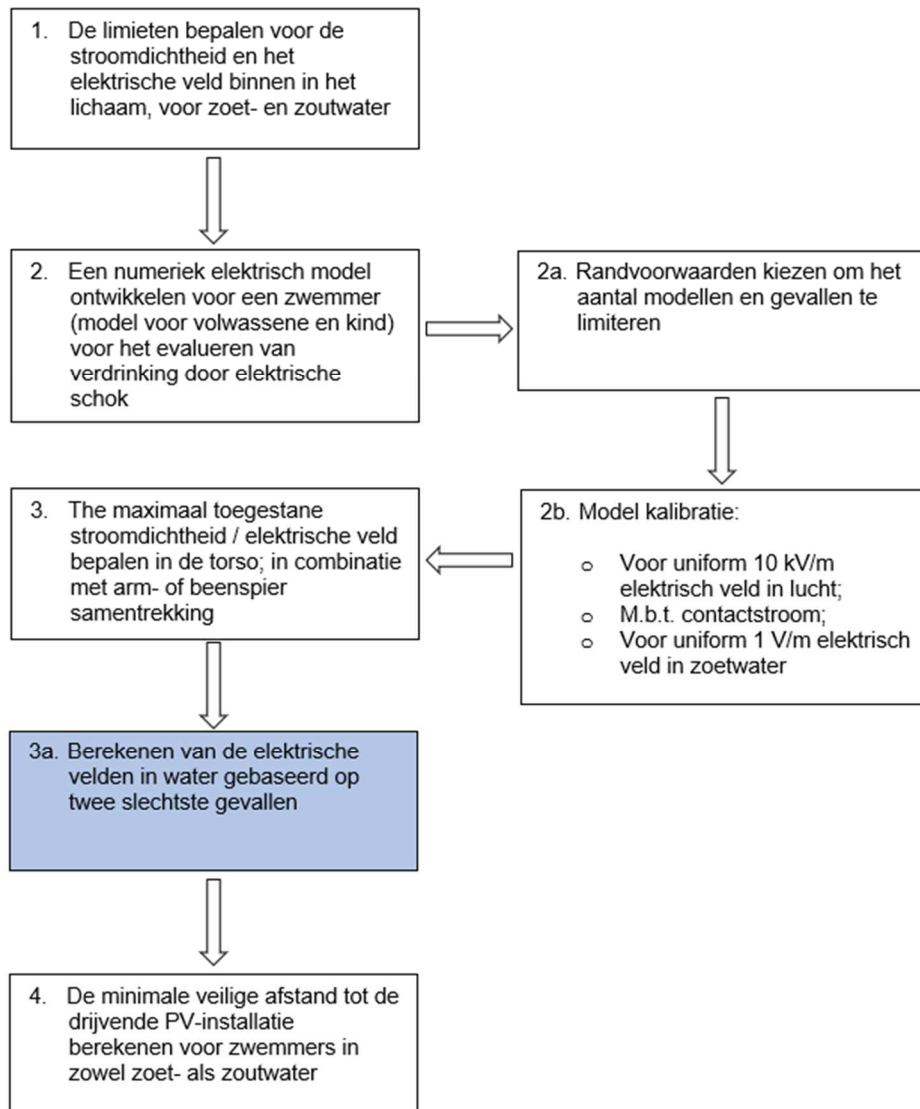 1. De limieten bepalen voor de
stroomdichtheid en het
elektrische veld binnen in het
lichaam, voor zoet- en zoutwater
2. Een numeriek elektrisch model
ontwikkelen voor een zwemmer
(model voor volwassene en kind)
voor het evalueren van
verdrinking door elektrische
schok
2a. Randvoorwaarden kiezen om het
aantal modellen en gevallen te
limiteren
2b. Model kalibratie:
o Voor uniform 10 kV/m
elektrisch veld in lucht;
o M.b.t. contactstroom;
o Voor uniform 1 V/m elektrisch
veld in zoetwater
3. The maximaal toegestane
stroomdichtheid / elektrische veld
bepalen in de torso; in combinatie
met arm- of beenspier
samentrekking
3a. Berekenen van de elektrische
velden in water gebaseerd op
twee slechtste gevallen
4. De minimale veilige afstand tot de
drijvende PV-installatie
berekenen voor zwemmers in
zowel zoet- als zoutwater